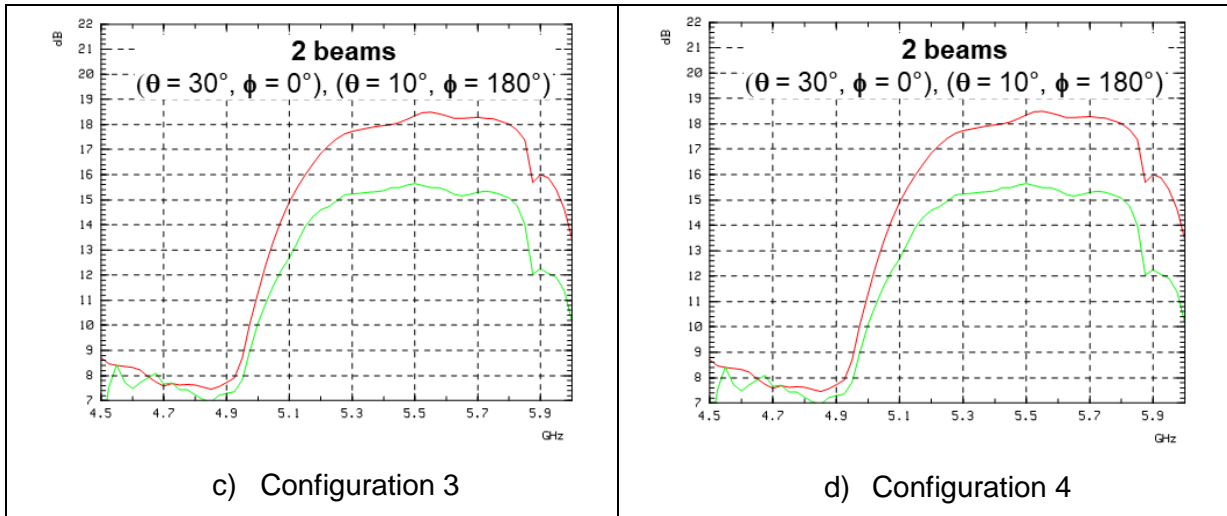 22
dB
21
20
19
18
17
16
15
14
13
12
11
10
9
8
7
2 beams
(θ = 30°, ϕ = 0°), (θ = 10°, ϕ = 180°)
4.5 4.7 4.9 5.1 5.3 5.5 5.7 5.9
GHz
c) Configuration 3
22
dB
21
20
19
18
17
16
15
14
13
12
11
10
9
8
7
2 beams
(θ = 30°, ϕ = 0°), (θ = 10°, ϕ = 180°)
4.5 4.7 4.9 5.1 5.3 5.5 5.7 5.9
GHz
d) Configuration 4